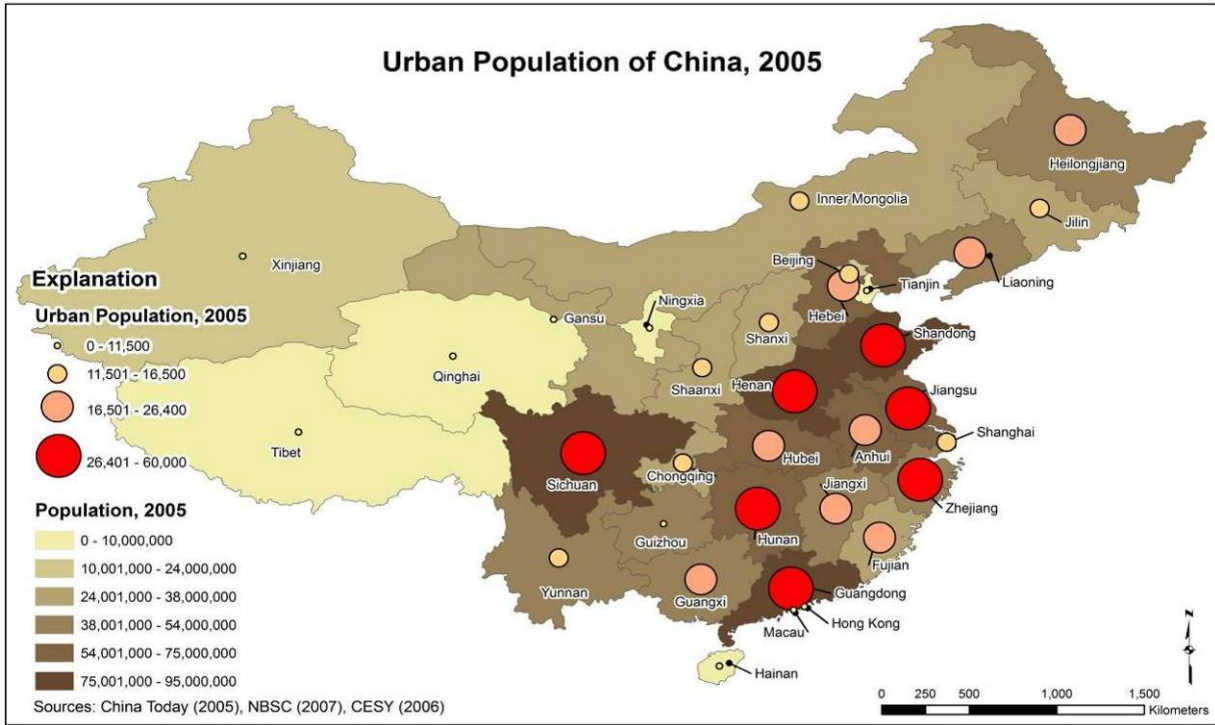 Urban Population of China, 2005
Heilongjiang
Inner Mongolia
Jilin
Beijing
Xinjiang
Tianjin
Liaoning
Ningxia
Gansu
Hebei
Shanxi
Shandong
Qinghai
Shaanxi
Henan
Jiangsu
Tibet
Shanghai
Hubei
Anhui
Chongqing
Sichuan
Jiangxi
Zhejiang
Guizhou
Hunan
Fujian
Yunnan
Guangxi
Guangdong
Hong Kong
Macau
Hainan
Explanation
Urban Population, 2005
0 - 11,500
11,501 - 16,500
16,501 - 26,400
26,401 - 60,000
Population, 2005
0 - 10,000,000
10,001,000 - 24,000,000
24,001,000 - 38,000,000
38,001,000 - 54,000,000
54,001,000 - 75,000,000
75,001,000 - 95,000,000
Sources: China Today (2005), NBSC (2007), CESY (2006)
N
0 250 500 1,000 1,500
Kilometers